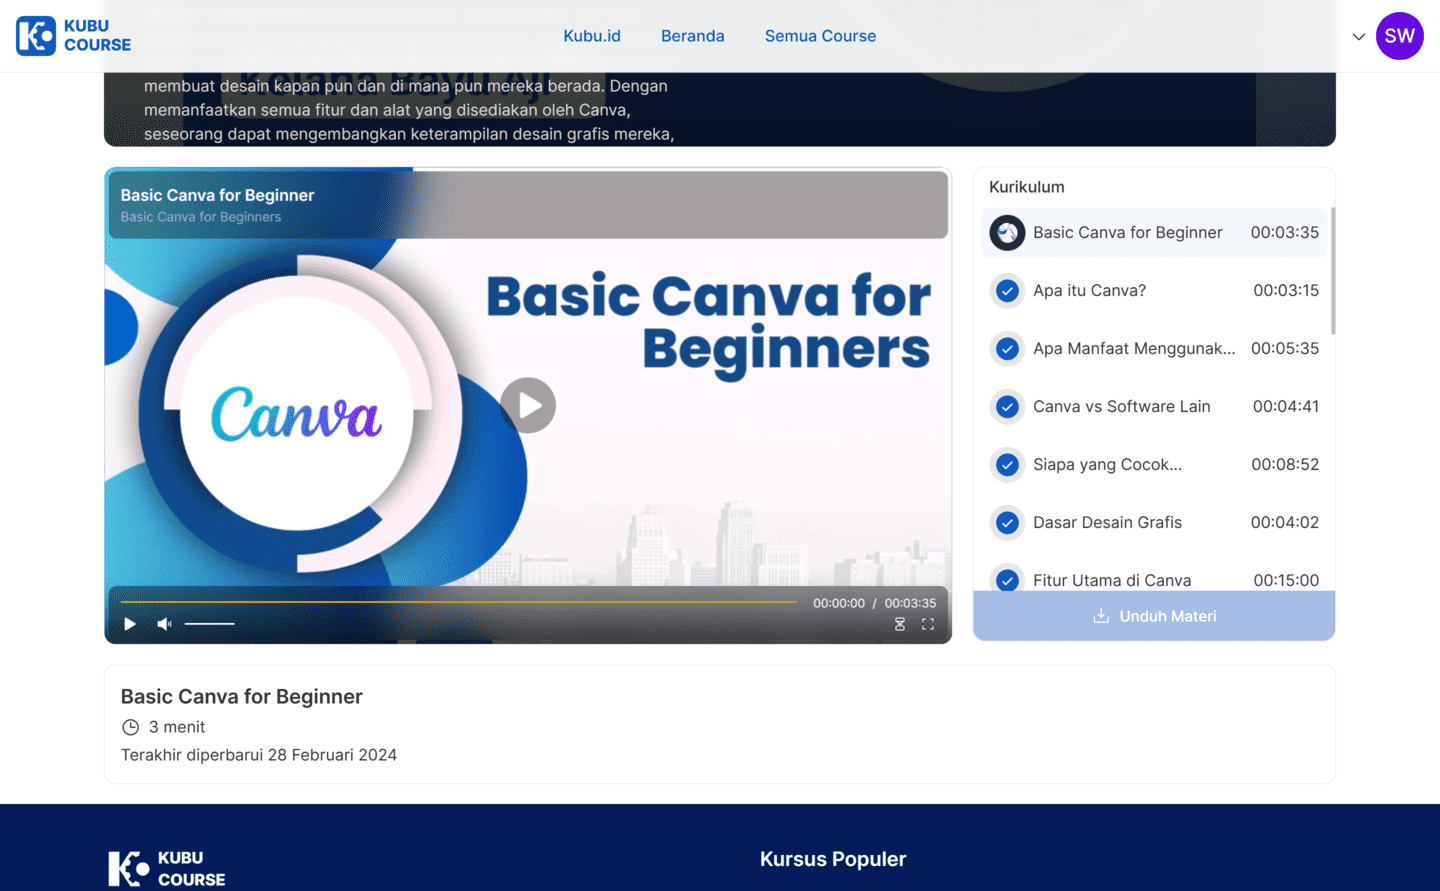 KUBU
COURSE
Kubu.id
Beranda
Semua Course
SW
Kelana Bayu Aji
membuat desain kapan pun dan di mana pun mereka berada. Dengan
memanfaatkan semua fitur dan alat yang disediakan oleh Canva,
seseorang dapat mengembangkan keterampilan desain grafis mereka,
Basic Canva for Beginner
Basic Canva for Beginners
Basic Canva for
Beginners
Canva
00:00:00 / 00:03:35
Kurikulum
Basic Canva for Beginner 00:03:35
Apa itu Canva? 00:03:15
Apa Manfaat Menggunak... 00:05:35
Canva vs Software Lain 00:04:41
Siapa yang Cocok... 00:08:52
Dasar Desain Grafis 00:04:02
Fitur Utama di Canva 00:15:00
Unduh Materi
Basic Canva for Beginner
3 menit
Terakhir diperbarui 28 Februari 2024
KUBU
COURSE
Kursus Populer